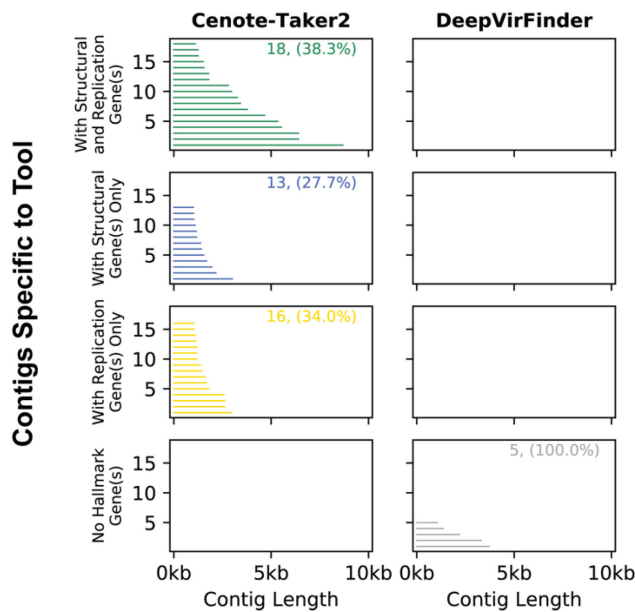 Cenote-Taker2
DeepVirFinder
Contigs Specific to Tool
With Structural
and Replication
Gene(s)
15
10
5
18, (38.3%)
With Structural
Gene(s) Only
15
10
5
13, (27.7%)
With Replication
Gene(s) Only
15
10
5
16, (34.0%)
No Hallmark
Gene(s)
15
10
5
5, (100.0%)
0kb
5kb
10kb
0kb
5kb
10kb
Contig Length
Contig Length